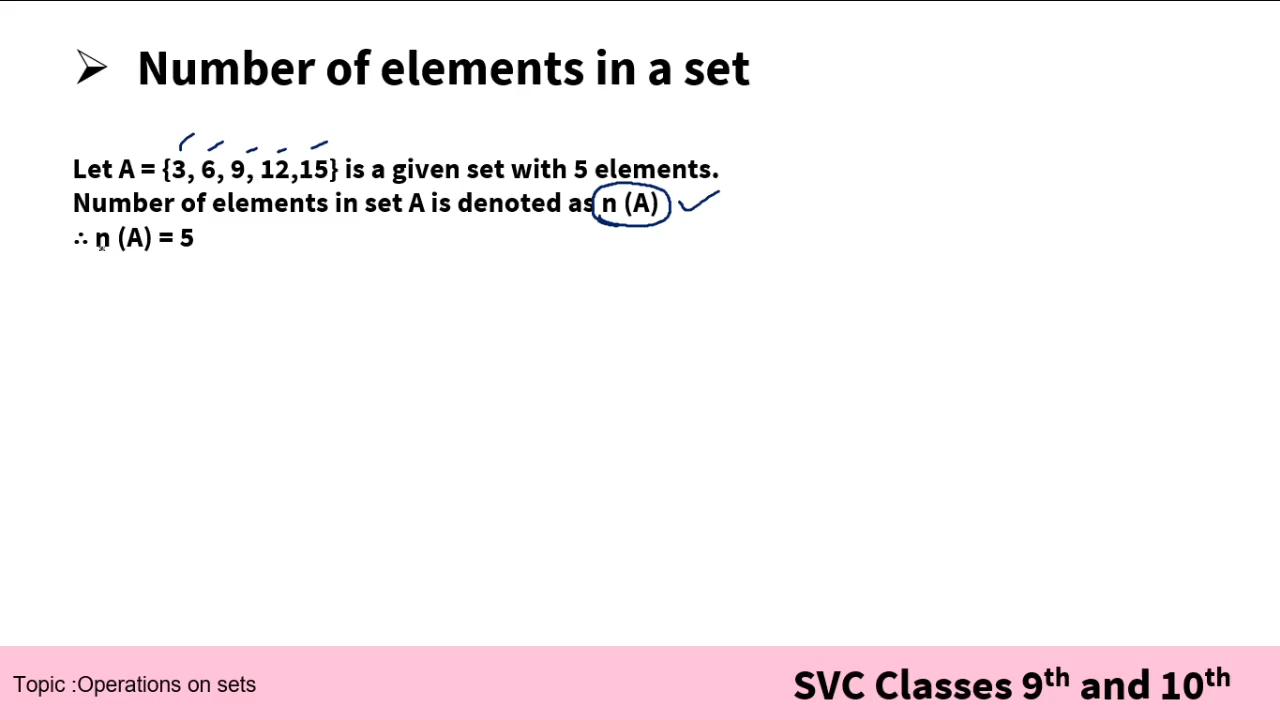 Number of elements in a set
Let A = {3, 6, 9, 12,15} is a given set with 5 elements.
Number of elements in set A is denoted as n (A)
∴ n (A) = 5
Topic :Operations on sets
SVC Classes 9th and 10th